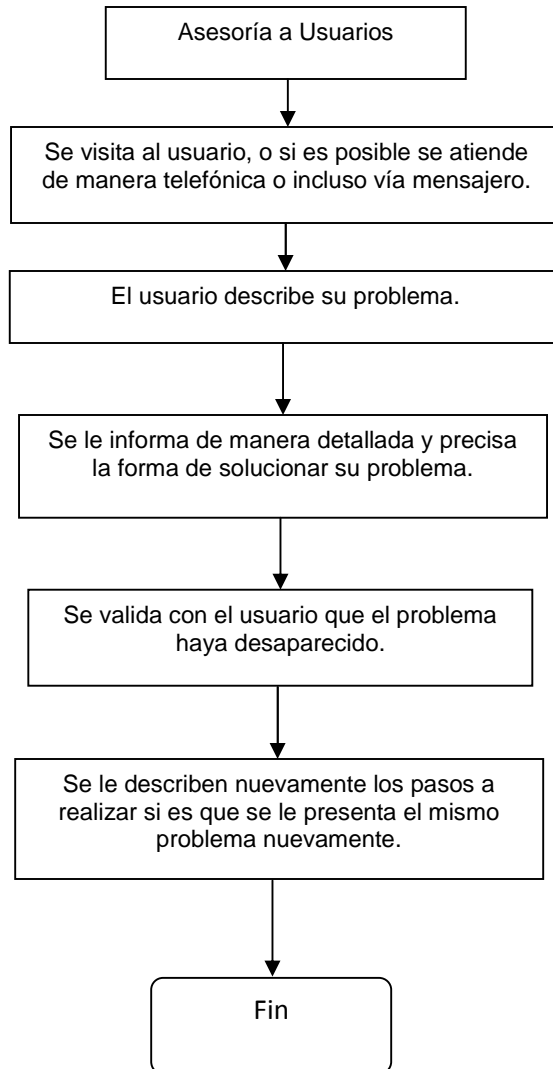 Asesoría a Usuarios
Se visita al usuario, o si es posible se atiende
de manera telefónica o incluso vía mensajero.
El usuario describe su problema.
Se le informa de manera detallada y precisa
la forma de solucionar su problema.
Se valida con el usuario que el problema
haya desaparecido.
Se le describen nuevamente los pasos a
realizar si es que se le presenta el mismo
problema nuevamente.
Fin